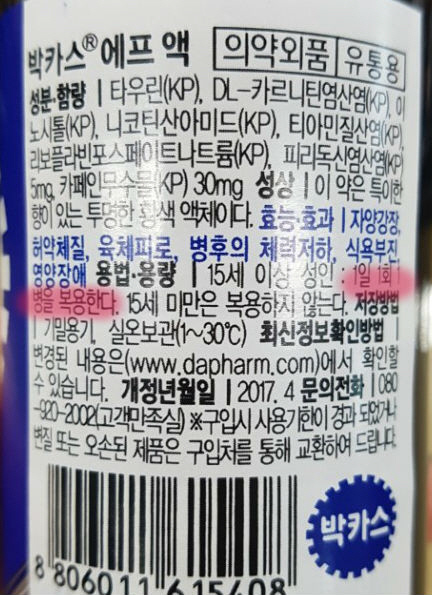 박카스® 에프 액 의약외품 유통용
성분·함량 | 타우린(KP), DL-카르니틴염산염(KP), 이
노시톨(KP), 니코틴산아미드(KP), 티아민질산염(KP),
리보플라빈포스페이트나트륨(KP), 피리독신염산염(KP)
5mg, 카페인무수물(KP) 30mg 성상 | 이 약은 특이한
향이 있는 투명한 황색 액제이다. 효능·효과 | 자양강장,
허약체질, 육체피로, 병후의 체력저하, 식욕부진,
영양장애 용법·용량 | 15세 이상 성인 : 1일 1회
병을 복용한다. 15세 미만은 복용하지 않는다. 저장방법
| 기밀용기, 실온보관(1~30℃) 최신정보확인방법 |
변경된 내용은(www.dapharm.com)에서 확인할
수 있습니다. 개정년월일 | 2017. 4 문의전화 | 080
-920-2002(고객만족실) ※구입시 사용기한이 경과 되었거나
변질 또는 오손된 제품은 구입처를 통해 교환하여 드립니다.
박카스
8 806011 615408